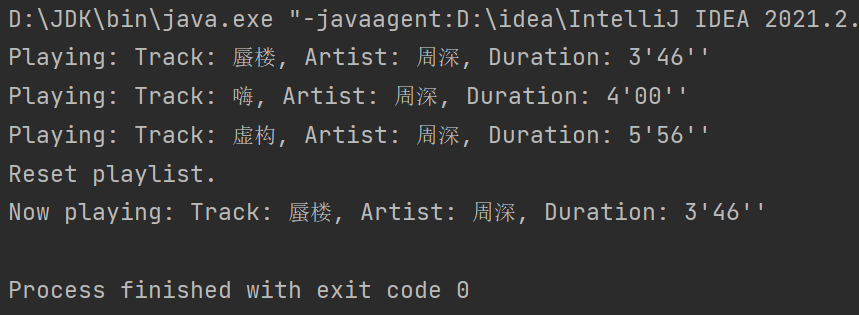 D:\JDK\bin\java.exe "-javaagent:D:\idea\IntelliJ IDEA 2021.2.
Playing: Track: 蜃楼, Artist: 周深, Duration: 3'46''
Playing: Track: 嗨, Artist: 周深, Duration: 4'00''
Playing: Track: 虚构, Artist: 周深, Duration: 5'56''
Reset playlist.
Now playing: Track: 蜃楼, Artist: 周深, Duration: 3'46''
Process finished with exit code 0